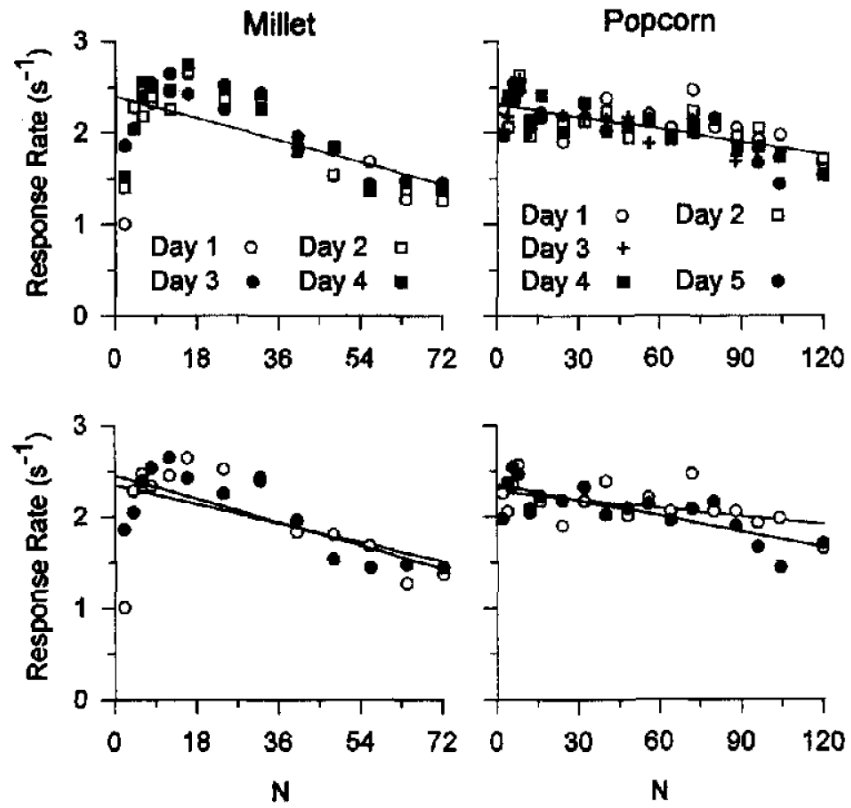 Millet Popcorn
Response Rate (s⁻¹)
3
2
1
0
Day 1 ○ Day 2 □
Day 3 ● Day 4 ■
0 18 36 54 72
Day 1 ○ Day 2 □
Day 3 +
Day 4 ■ Day 5 ●
0 30 60 90 120
Response Rate (s⁻¹)
3
2
1
0
0 18 36 54 72
N
0 30 60 90 120
N